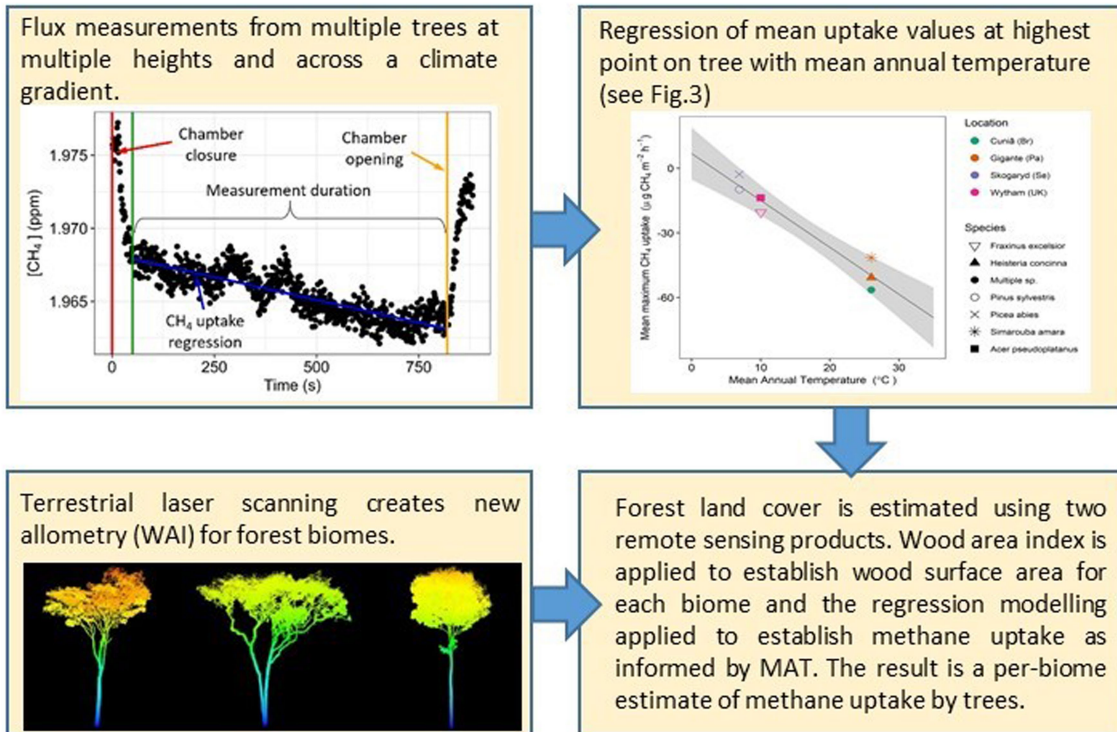 Flux measurements from multiple trees at
multiple heights and across a climate
gradient.
Chamber
closure
Chamber
opening
Measurement duration
CH₄ uptake
regression
[CH₄] (ppm)
1.975
1.970
1.965
0
250
500
750
Time (s)
Regression of mean uptake values at highest
point on tree with mean annual temperature
(see Fig.3)
Mean maximum CH₄ uptake (μ g CH₄ m⁻² h⁻¹)
0
-30
-60
0
10
20
30
Mean Annual Temperature (°C)
Location
Cuniã (Br)
Gigante (Pa)
Skogaryd (Se)
Wytham (UK)
Species
Fraxinus excelsior
Heisteria concinna
Multiple sp.
Pinus sylvestris
Picea abies
Simarouba amara
Acer pseudoplatanus
Terrestrial laser scanning creates new
allometry (WAI) for forest biomes.
Forest land cover is estimated using two
remote sensing products. Wood area index is
applied to establish wood surface area for
each biome and the regression modelling
applied to establish methane uptake as
informed by MAT. The result is a per-biome
estimate of methane uptake by trees.